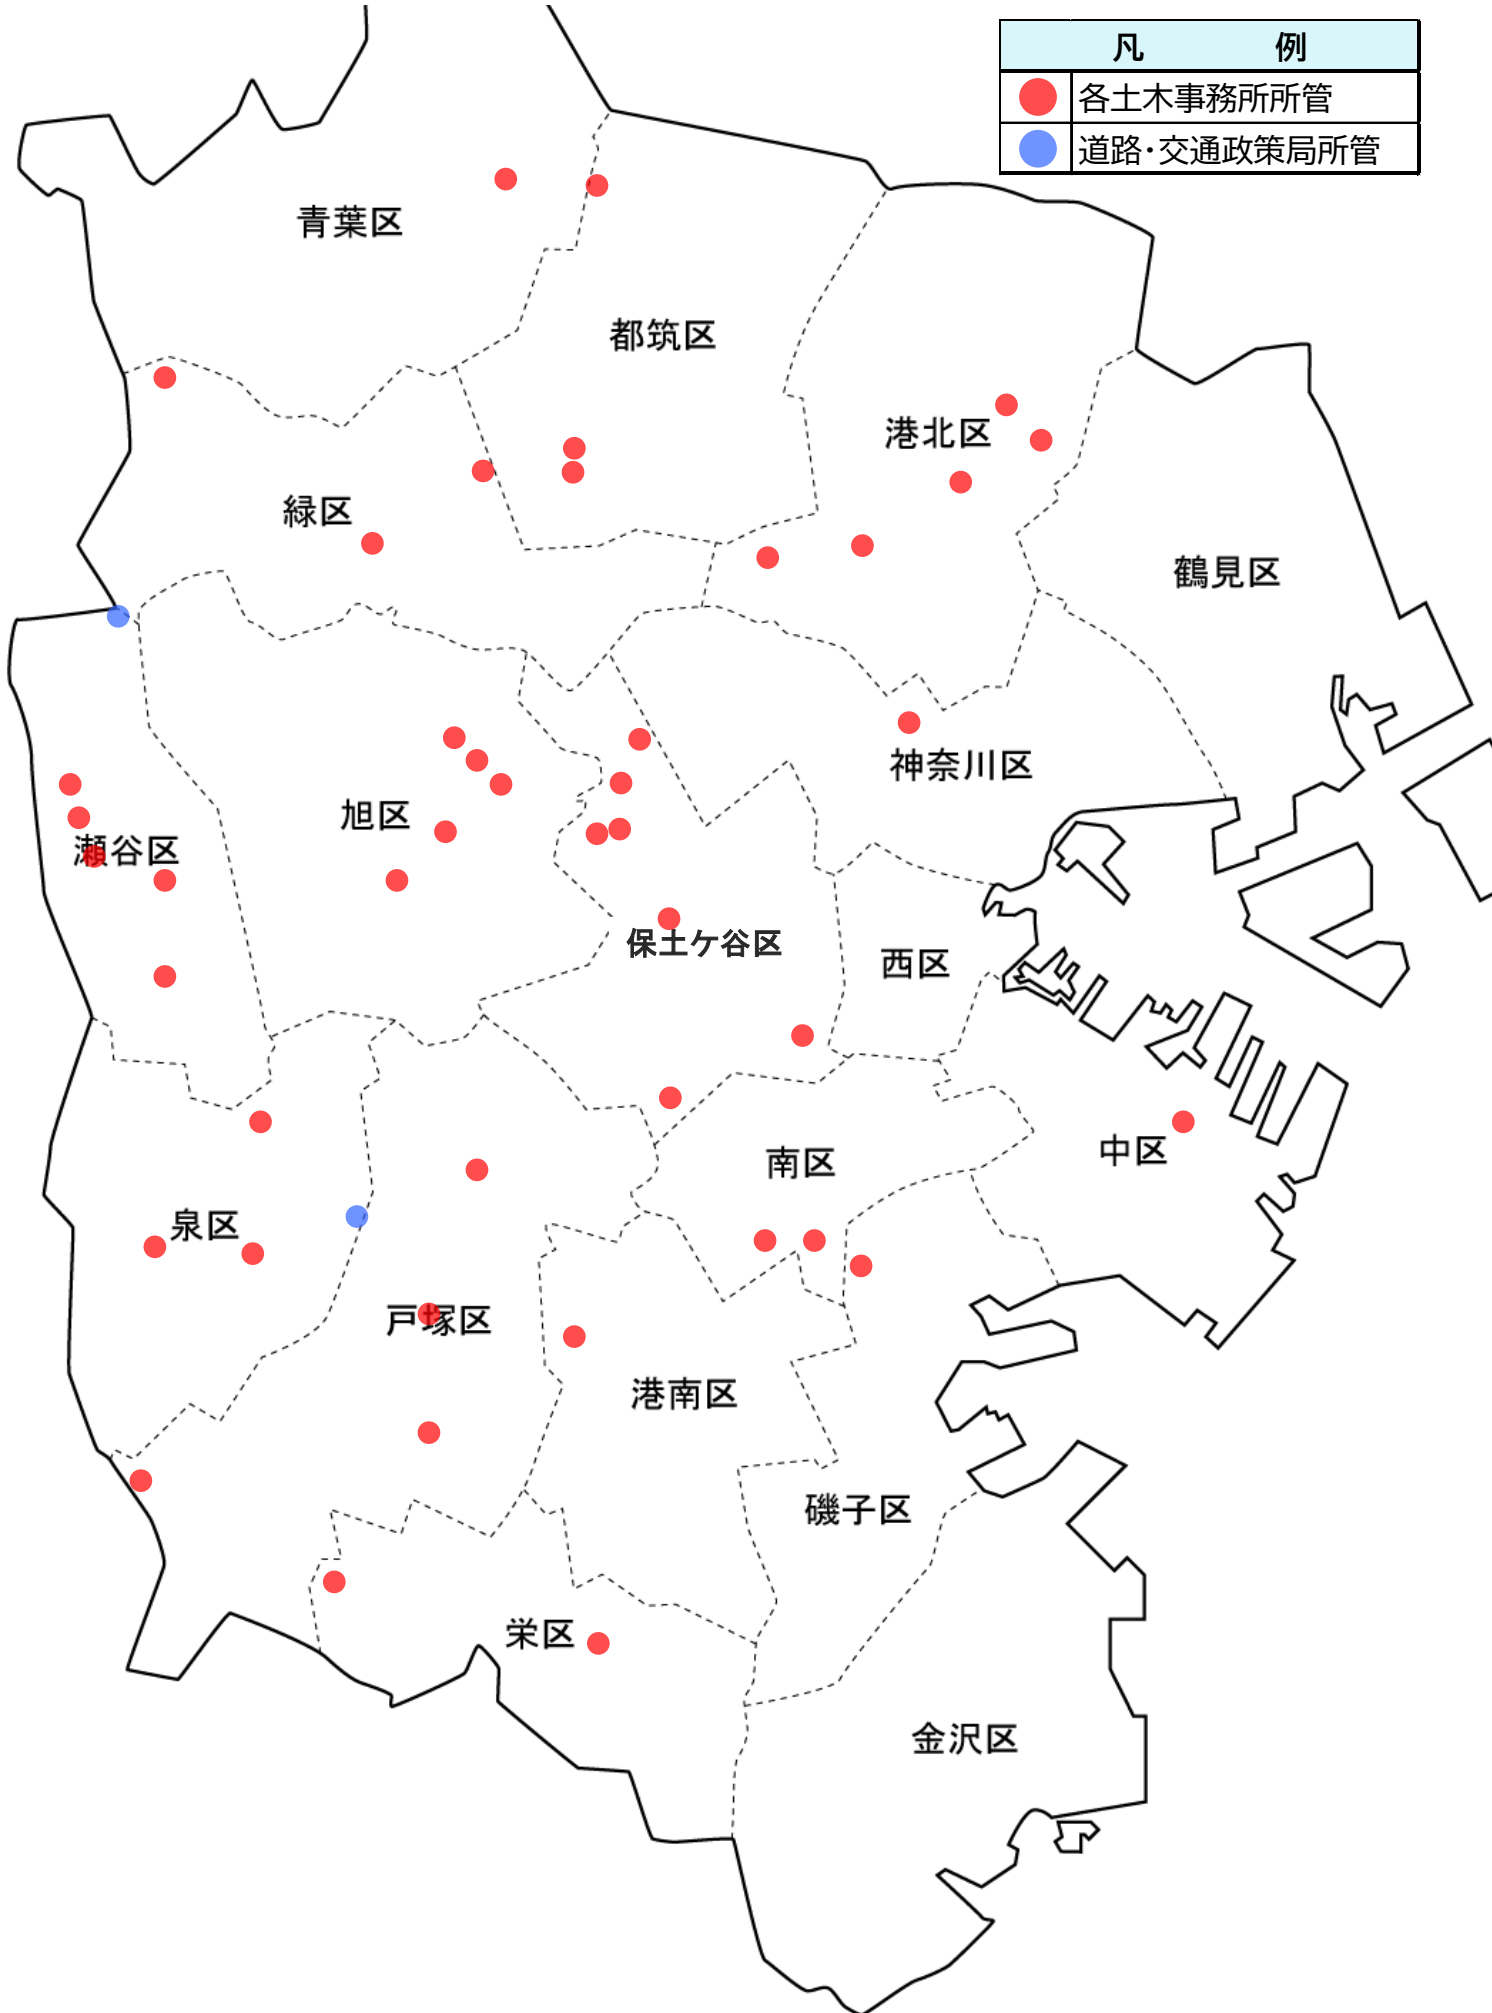 凡　例
各土木事務所所管
道路・交通政策局所管
青葉区
都筑区
港北区
緑区
鶴見区
神奈川区
旭区
瀬谷区
保土ケ谷区
西区
中区
南区
泉区
戸塚区
港南区
磯子区
栄区
金沢区